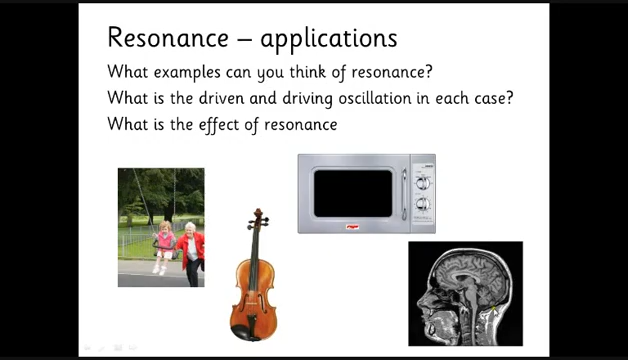 Resonance – applications
What examples can you think of resonance?
What is the driven and driving oscillation in each case?
What is the effect of resonance